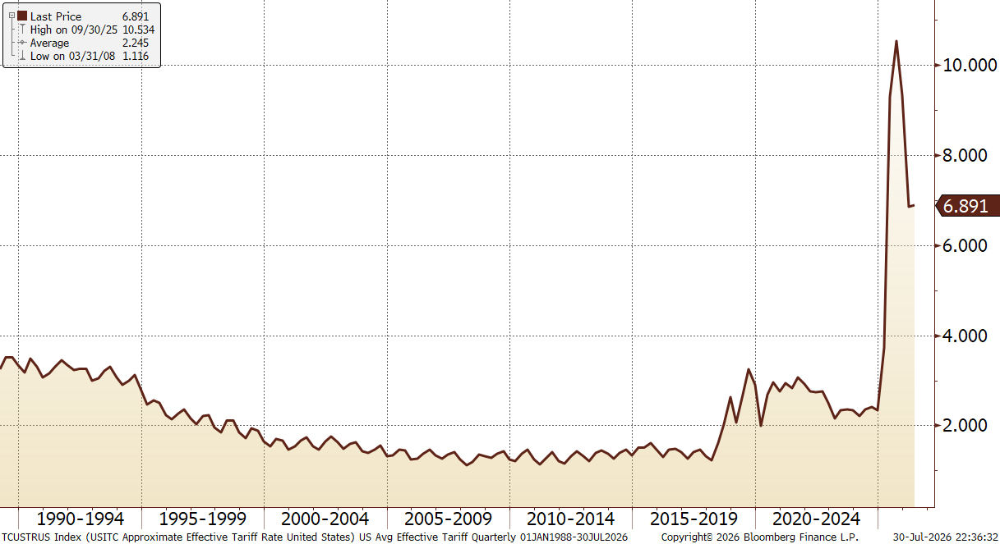 Last Price 6.891
High on 09/30/25 10.534
Average 2.245
Low on 03/31/08 1.116
10.000
8.000
6.891
6.000
4.000
2.000
1990-1994 1995-1999 2000-2004 2005-2009 2010-2014 2015-2019 2020-2024
TCUSTRUS Index (USITC Approximate Effective Tariff Rate United States) US Avg Effective Tariff Quarterly 01JAN1988-30JUL2026 Copyright© 2026 Bloomberg Finance L.P. 30-Jul-2026 22:36:32